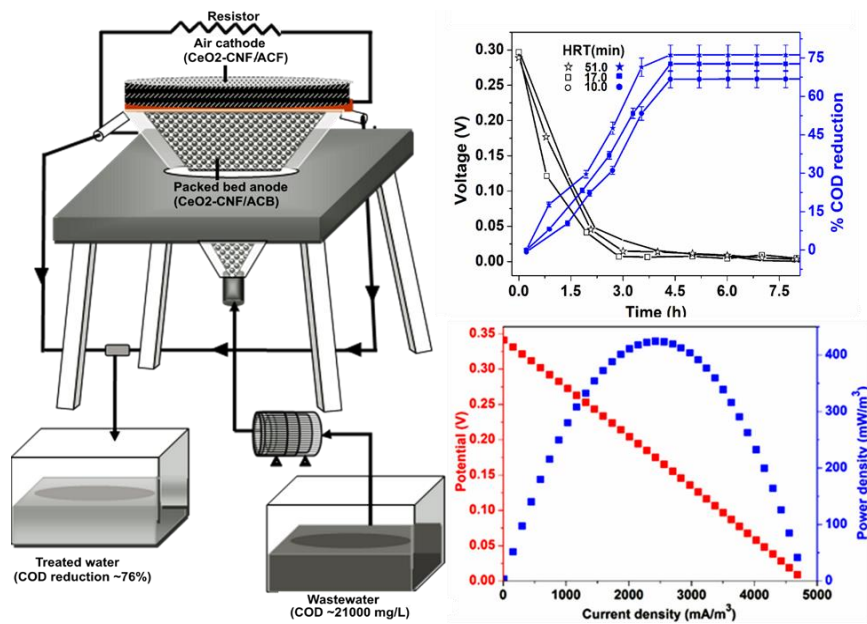 Resistor
Air cathode
(CeO2-CNF/ACF)
Packed bed anode
(CeO2-CNF/ACB)
Treated water
(COD reduction ~76%)
Wastewater
(COD ~21000 mg/L)
HRT(min)
51.0
17.0
10.0
Voltage (V)
0.30
0.25
0.20
0.15
0.10
0.05
0.00
% COD reduction
75
60
45
30
15
0
0.0 1.5 3.0 4.5 6.0 7.5
Time (h)
Potential (V)
0.35
0.30
0.25
0.20
0.15
0.10
0.05
0.00
Power density (mW/m³)
400
300
200
100
0
0 1000 2000 3000 4000 5000
Current density (mA/m³)